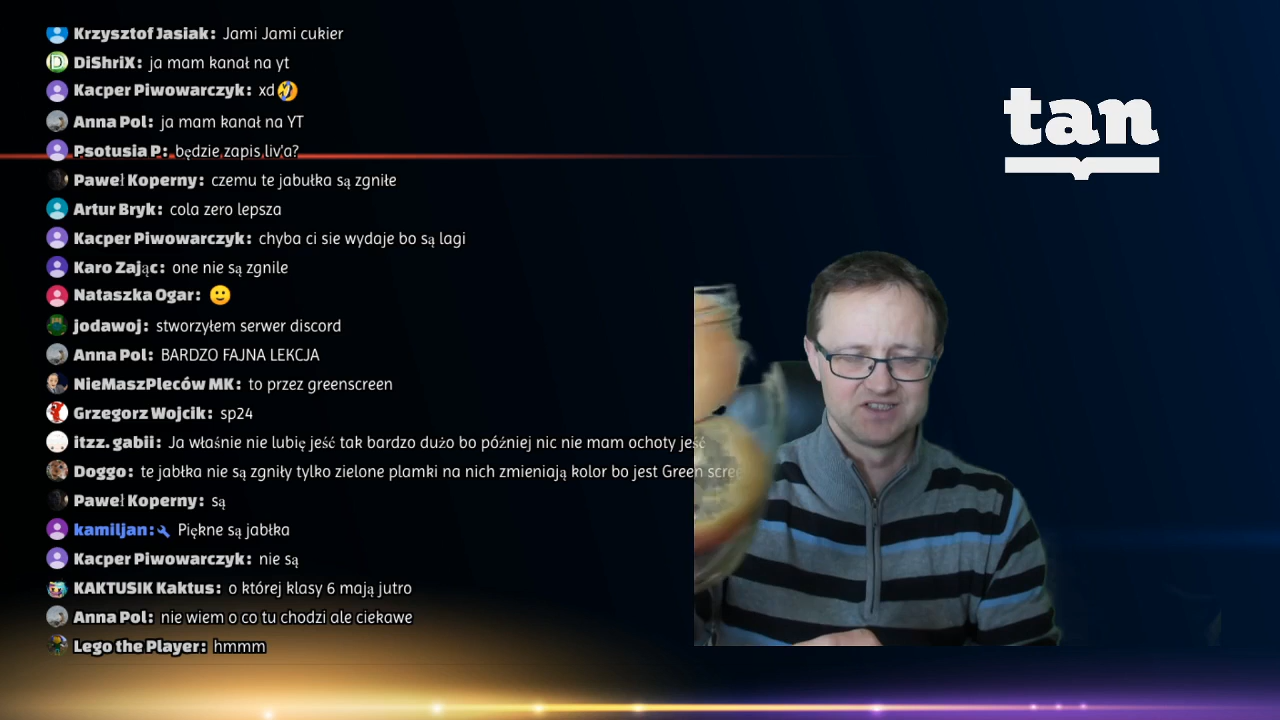 Krzysztof Jasiak: Jami Jami cukier
DiShriX: ja mam kanał na yt
Kacper Piwowarczyk: xd🤣
Anna Pol: ja mam kanał na YT
Psotusia P.: będzie zapis liv'a?
Paweł Koperny: czemu te jabułka są zgniłe
Artur Bryk: cola zero lepsza
Kacper Piwowarczyk: chyba ci sie wydaje bo są lagi
Karo Zając: one nie są zgnile
Nataszka Ogar: 🙂
jodawoj: stworzyłem serwer discord
Anna Pol: BARDZO FAJNA LEKCJA
NieMaszPleców MK: to przez greenscreen
Grzegorz Wojcik: sp24
itzz. gabii: Ja właśnie nie lubię jeść tak bardzo dużo bo później nic nie mam ochoty jeść
Doggo: te jabłka nie są zgniły tylko zielone plamki na nich zmieniają kolor bo jest Green scree
Paweł Koperny: są
kamiljan: Piękne są jabłka
Kacper Piwowarczyk: nie są
KAKTUSIK Kaktus: o której klasy 6 mają jutro
Anna Pol: nie wiem o co tu chodzi ale ciekawe
Lego the Player: hmmm
tan